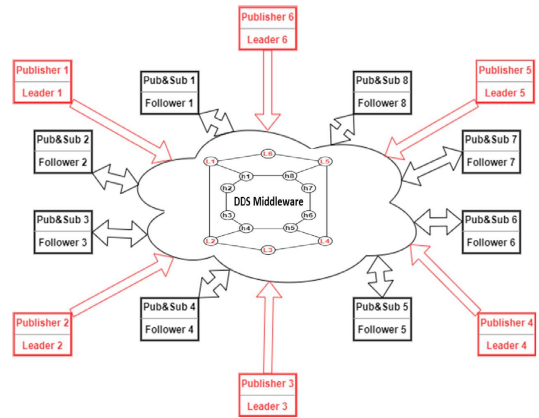 Publisher 6
Leader 6
Publisher 1
Leader 1
Pub&Sub 1
Follower 1
Pub&Sub 8
Follower 8
Publisher 5
Leader 5
Pub&Sub 2
Follower 2
Pub&Sub 7
Follower 7
L1
L6
L5
h1
h8
h2
h7
DDS Middleware
h3
h6
h4
h5
L2
L3
L4
Pub&Sub 3
Follower 3
Pub&Sub 6
Follower 6
Pub&Sub 4
Follower 4
Pub&Sub 5
Follower 5
Publisher 2
Leader 2
Publisher 4
Leader 4
Publisher 3
Leader 3